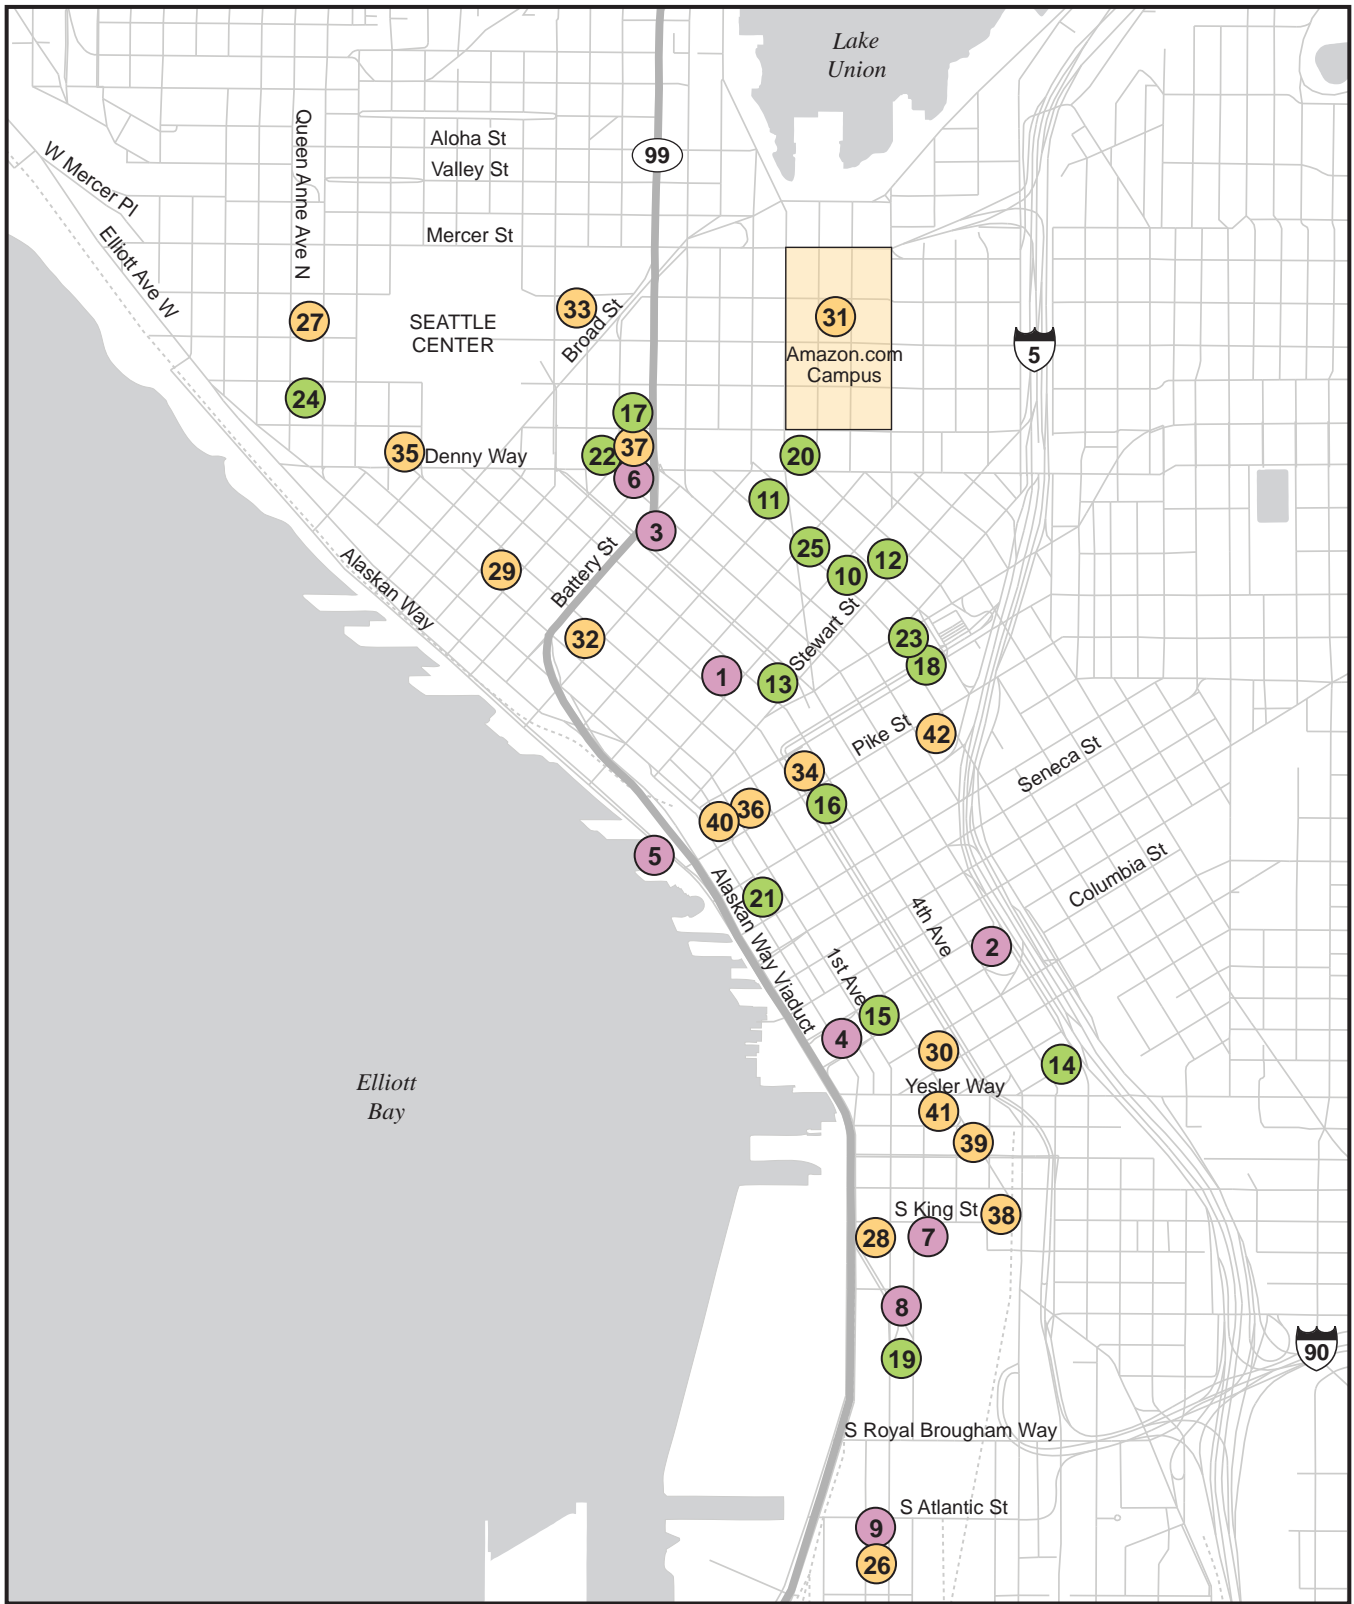 Lake
Union
Aloha St
Valley St
99
Queen Anne Ave N
W Mercer Pl
Mercer St
Elliott Ave W
33
27
SEATTLE
CENTER
Broad St
31
Amazon.com
Campus
5
24
17
35
Denny Way
22
37
20
6
11
3
25
12
10
29
Battery St
Alaskan Way
32
Stewart St
23
18
1
13
Pike St
42
Seneca St
34
16
36
40
5
Columbia St
Alaskan Way Viaduct
21
4th Ave
2
1st Ave
15
4
30
14
Elliott
Bay
Yesler Way
41
39
S King St
38
28
7
8
19
90
S Royal Brougham Way
S Atlantic St
9
26